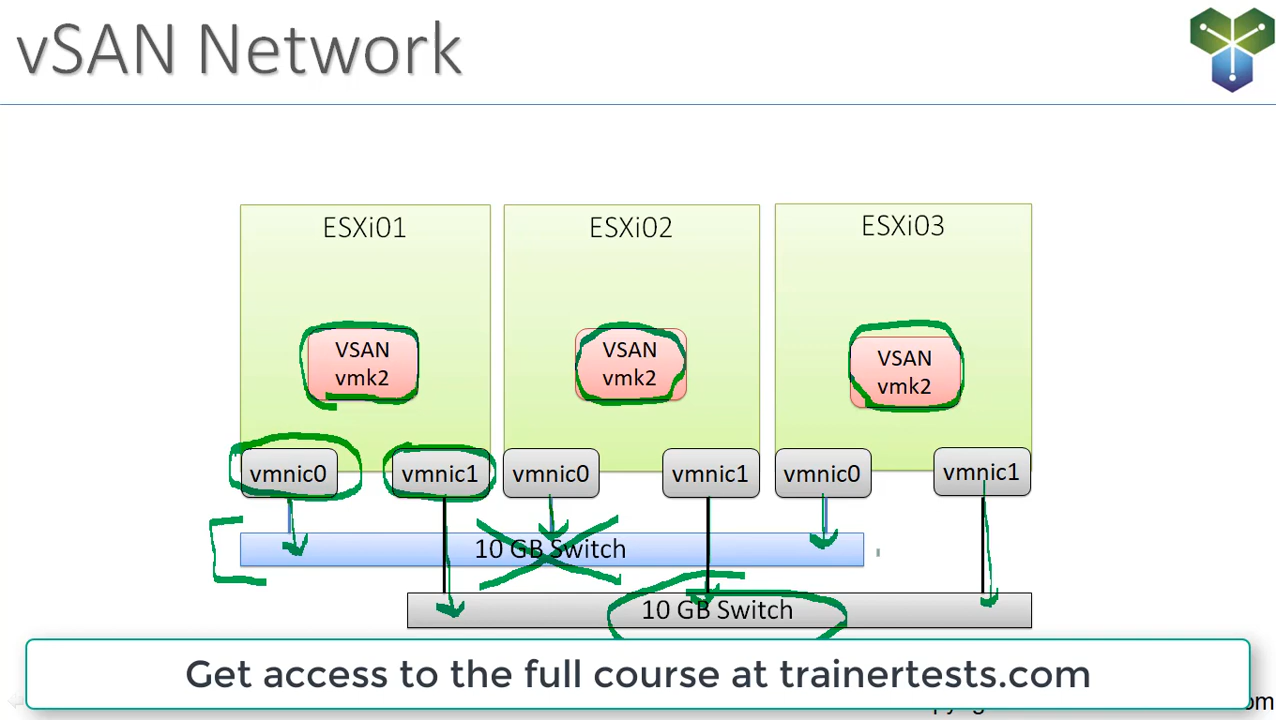 vSAN Network
ESXi01
ESXi02
ESXi03
VSAN
vmk2
VSAN
vmk2
VSAN
vmk2
vmnic0
vmnic1
vmnic0
vmnic1
vmnic0
vmnic1
10 GB Switch
10 GB Switch
Get access to the full course at trainertests.com